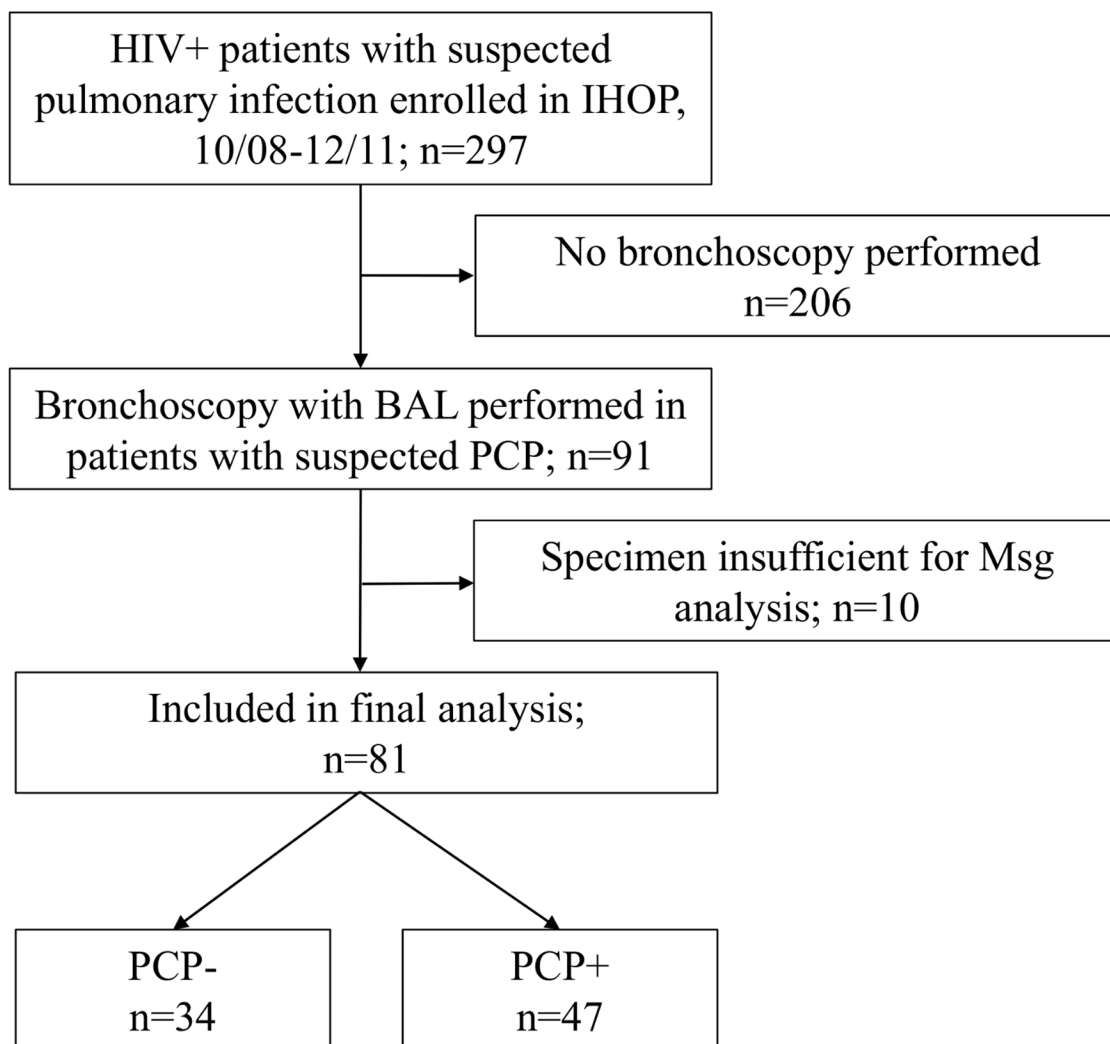 HIV+ patients with suspected
pulmonary infection enrolled in IHOP,
10/08-12/11; n=297
No bronchoscopy performed
n=206
Bronchoscopy with BAL performed in
patients with suspected PCP; n=91
Specimen insufficient for Msg
analysis; n=10
Included in final analysis;
n=81
PCP-
n=34
PCP+
n=47